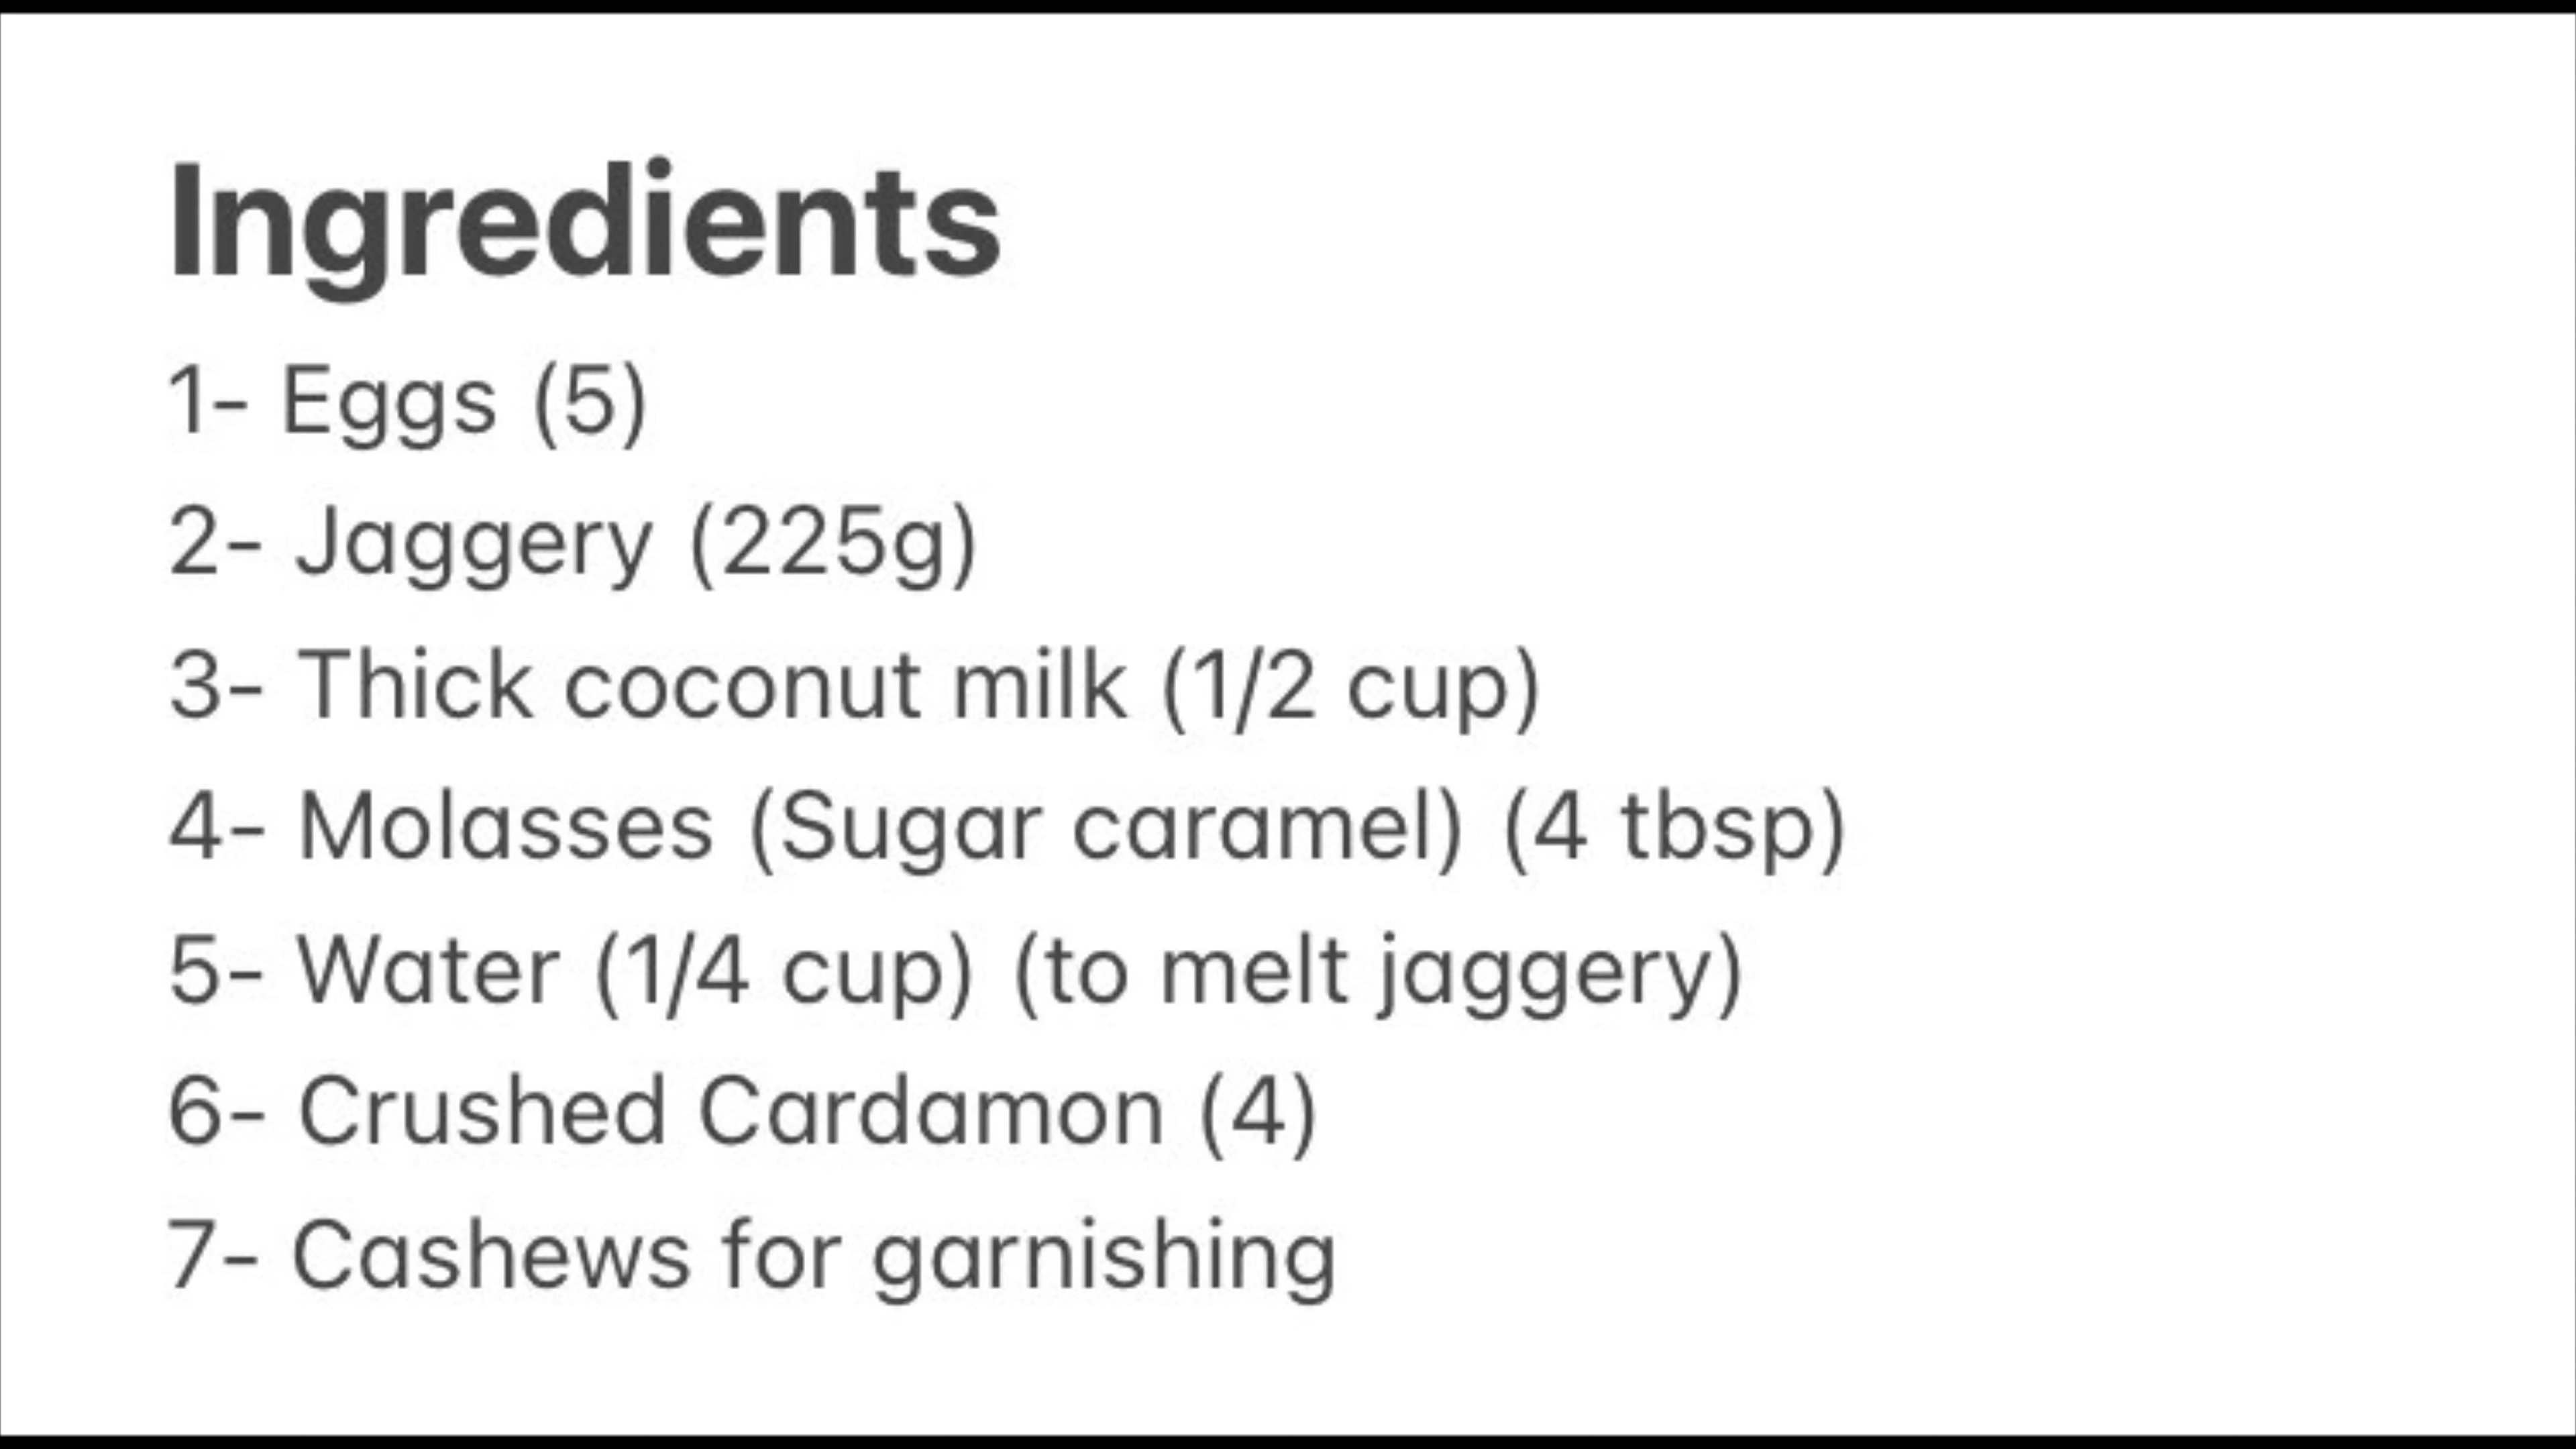 Ingredients
1- Eggs (5)
2- Jaggery (225g)
3- Thick coconut milk (1/2 cup)
4- Molasses (Sugar caramel) (4 tbsp)
5- Water (1/4 cup) (to melt jaggery)
6- Crushed Cardamon (4)
7- Cashews for garnishing